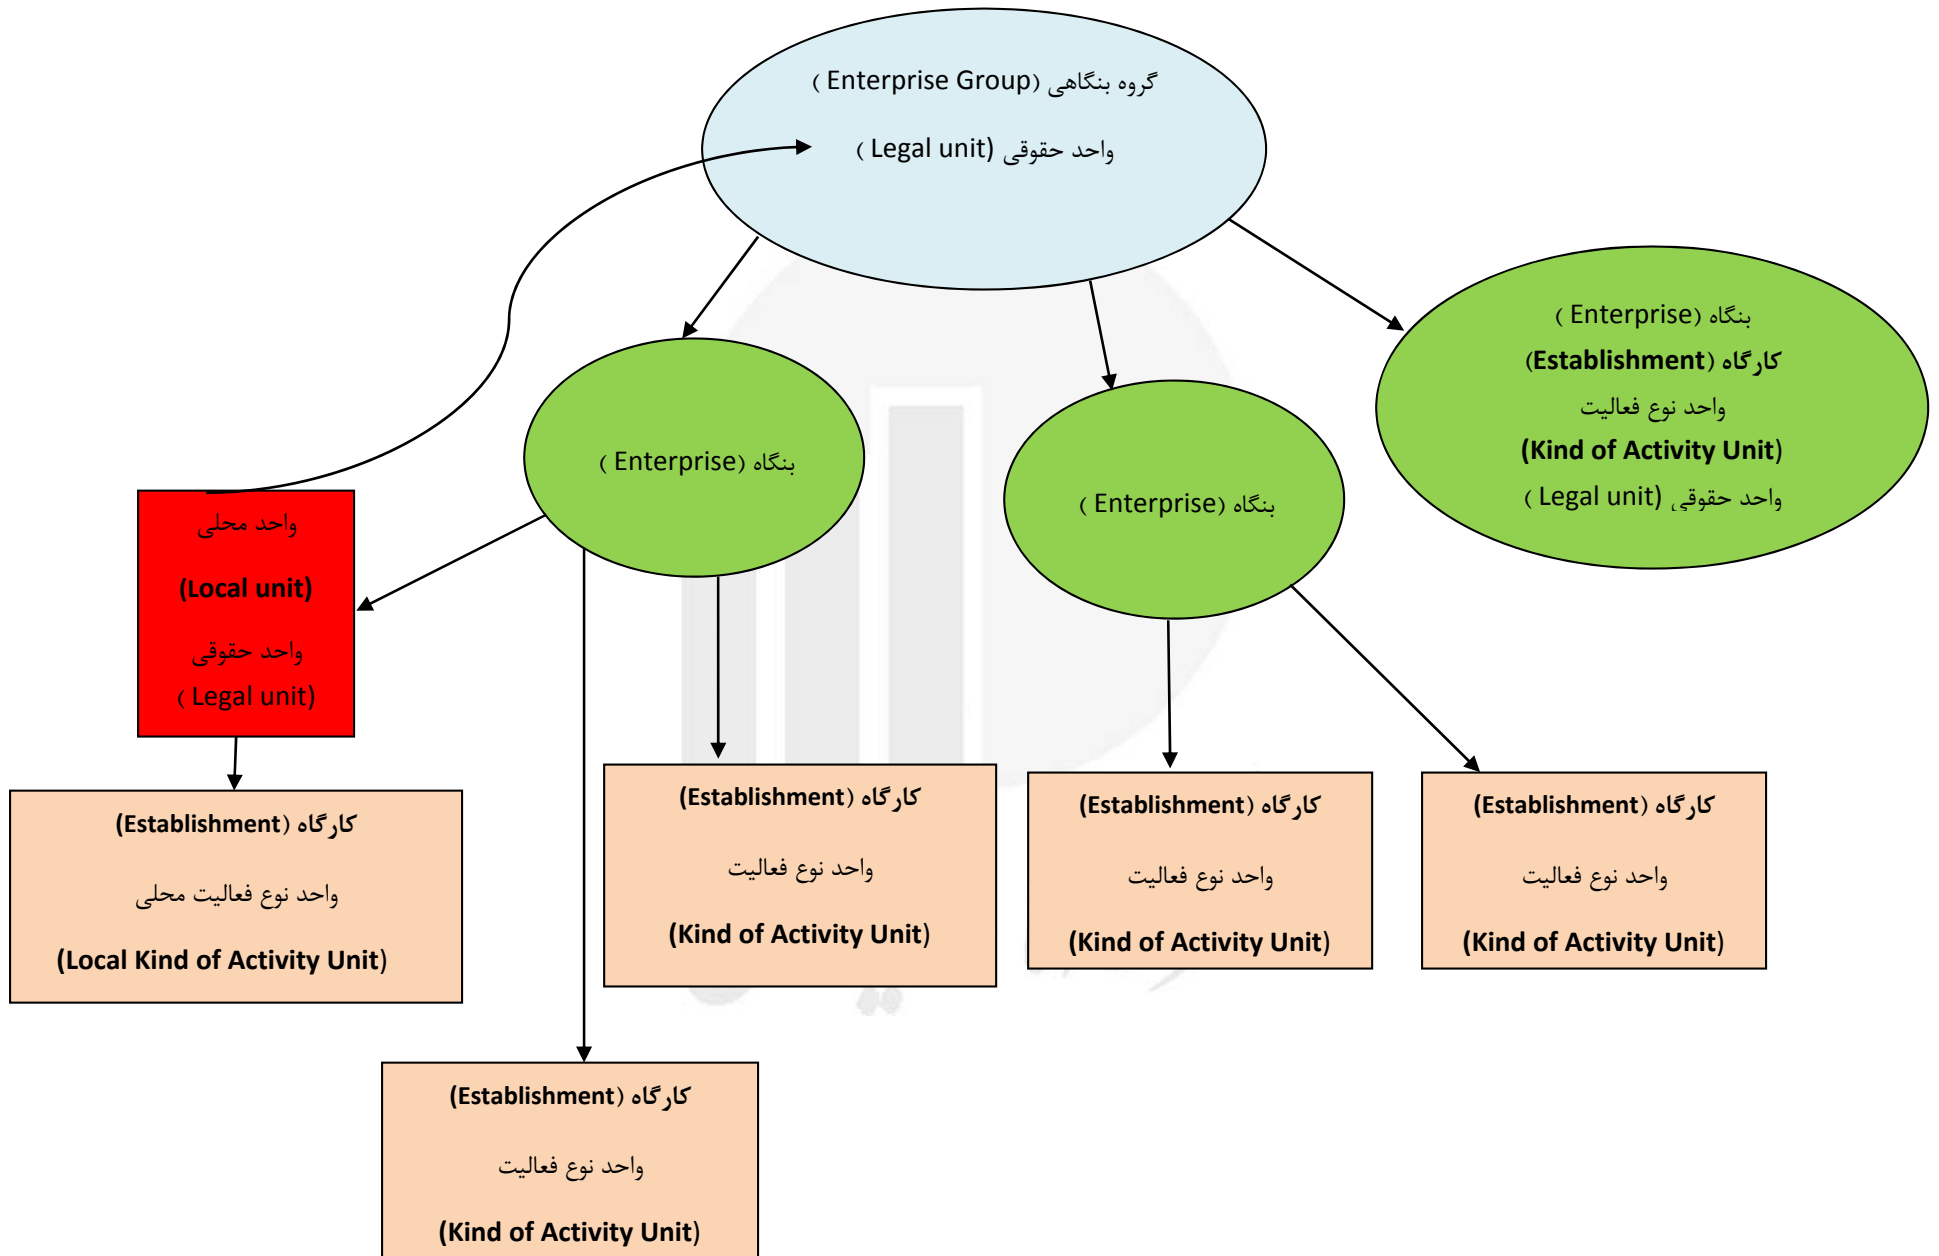 گروه بنگاهی (Enterprise Group )
واحد حقوقی (Legal unit )
بنگاه (Enterprise )
کارگاه (Establishment)
واحد نوع فعالیت
(Kind of Activity Unit)
واحد حقوقی (Legal unit )
بنگاه (Enterprise )
بنگاه (Enterprise )
واحد محلی
(Local unit)
واحد حقوقی
(Legal unit )
کارگاه (Establishment)
واحد نوع فعالیت
(Kind of Activity Unit)
کارگاه (Establishment)
واحد نوع فعالیت
(Kind of Activity Unit)
کارگاه (Establishment)
واحد نوع فعالیت
(Kind of Activity Unit)
کارگاه (Establishment)
واحد نوع فعالیت محلی
(Local Kind of Activity Unit)
کارگاه (Establishment)
واحد نوع فعالیت
(Kind of Activity Unit)